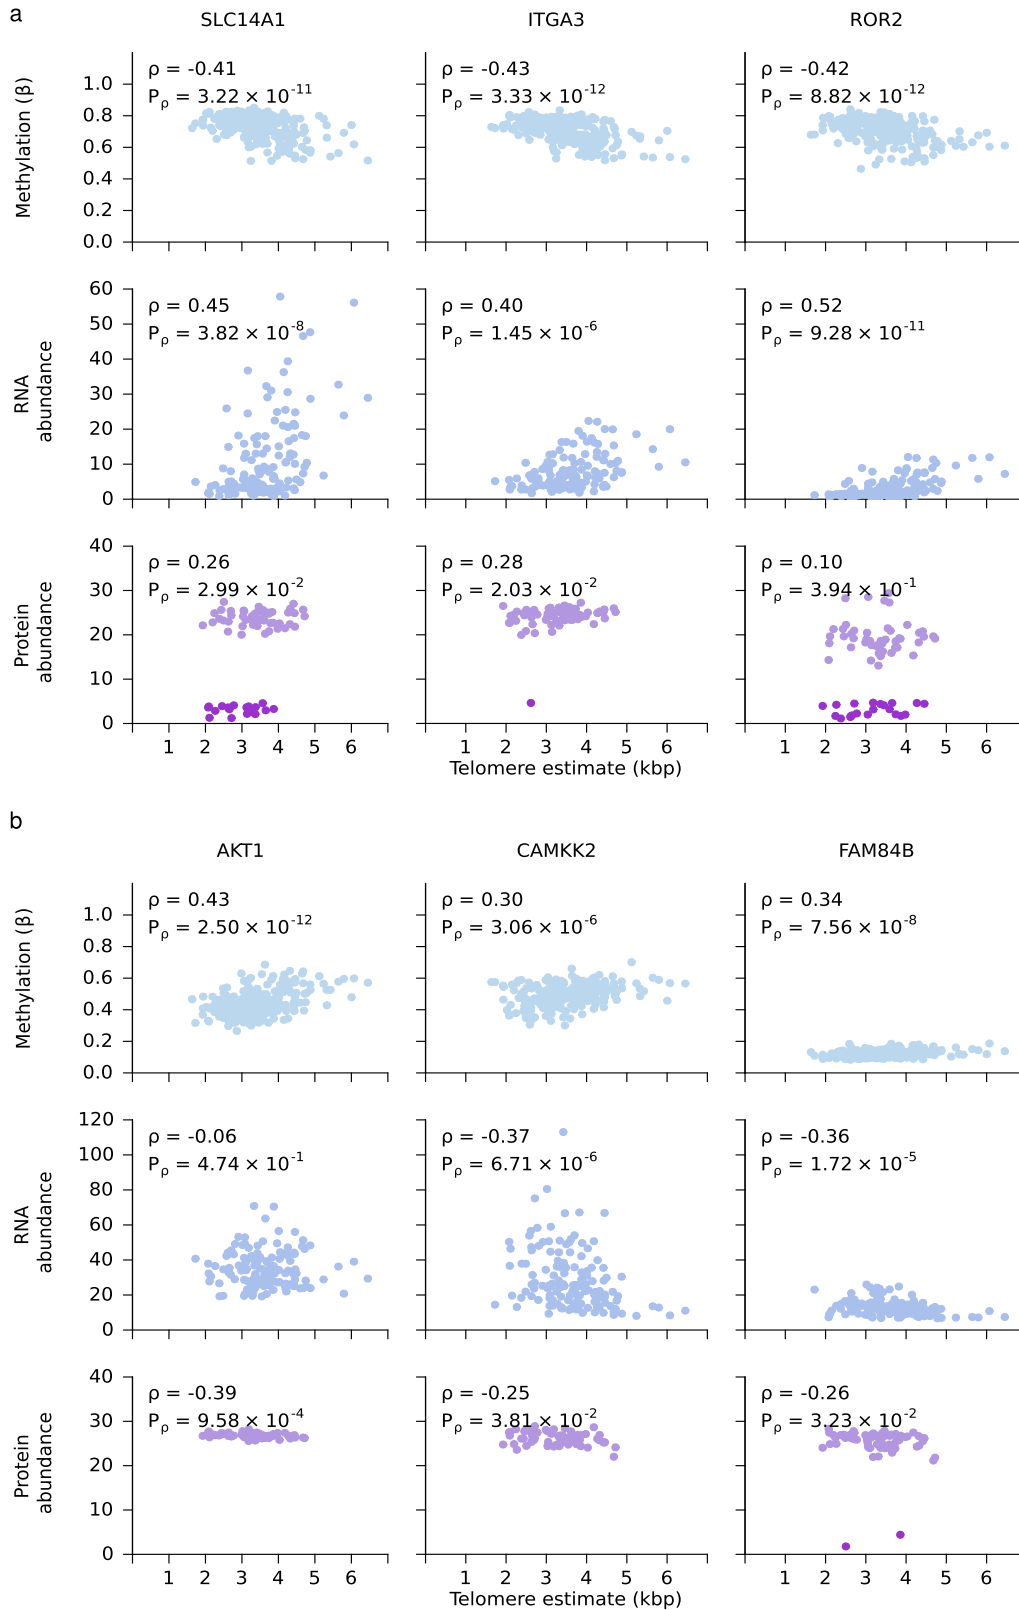 a
SLC14A1 ITGA3 ROR2
Methylation (β)
1.0
0.8
0.6
0.4
0.2
0.0
ρ = -0.41
Pρ = 3.22 × 10-11
ρ = -0.43
Pρ = 3.33 × 10-12
ρ = -0.42
Pρ = 8.82 × 10-12
RNA
abundance
60
50
40
30
20
10
0
ρ = 0.45
Pρ = 3.82 × 10-8
ρ = 0.40
Pρ = 1.45 × 10-6
ρ = 0.52
Pρ = 9.28 × 10-11
Protein
abundance
40
30
20
10
0
ρ = 0.26
Pρ = 2.99 × 10-2
ρ = 0.28
Pρ = 2.03 × 10-2
ρ = 0.10
Pρ = 3.94 × 10-1
1 2 3 4 5 6 1 2 3 4 5 6 1 2 3 4 5 6
Telomere estimate (kbp)
b
AKT1 CAMKK2 FAM84B
Methylation (β)
1.0
0.8
0.6
0.4
0.2
0.0
ρ = 0.43
Pρ = 2.50 × 10-12
ρ = 0.30
Pρ = 3.06 × 10-6
ρ = 0.34
Pρ = 7.56 × 10-8
RNA
abundance
120
100
80
60
40
20
0
ρ = -0.06
Pρ = 4.74 × 10-1
ρ = -0.37
Pρ = 6.71 × 10-6
ρ = -0.36
Pρ = 1.72 × 10-5
Protein
abundance
40
30
20
10
0
ρ = -0.39
Pρ = 9.58 × 10-4
ρ = -0.25
Pρ = 3.81 × 10-2
ρ = -0.26
Pρ = 3.23 × 10-2
1 2 3 4 5 6 1 2 3 4 5 6 1 2 3 4 5 6
Telomere estimate (kbp)